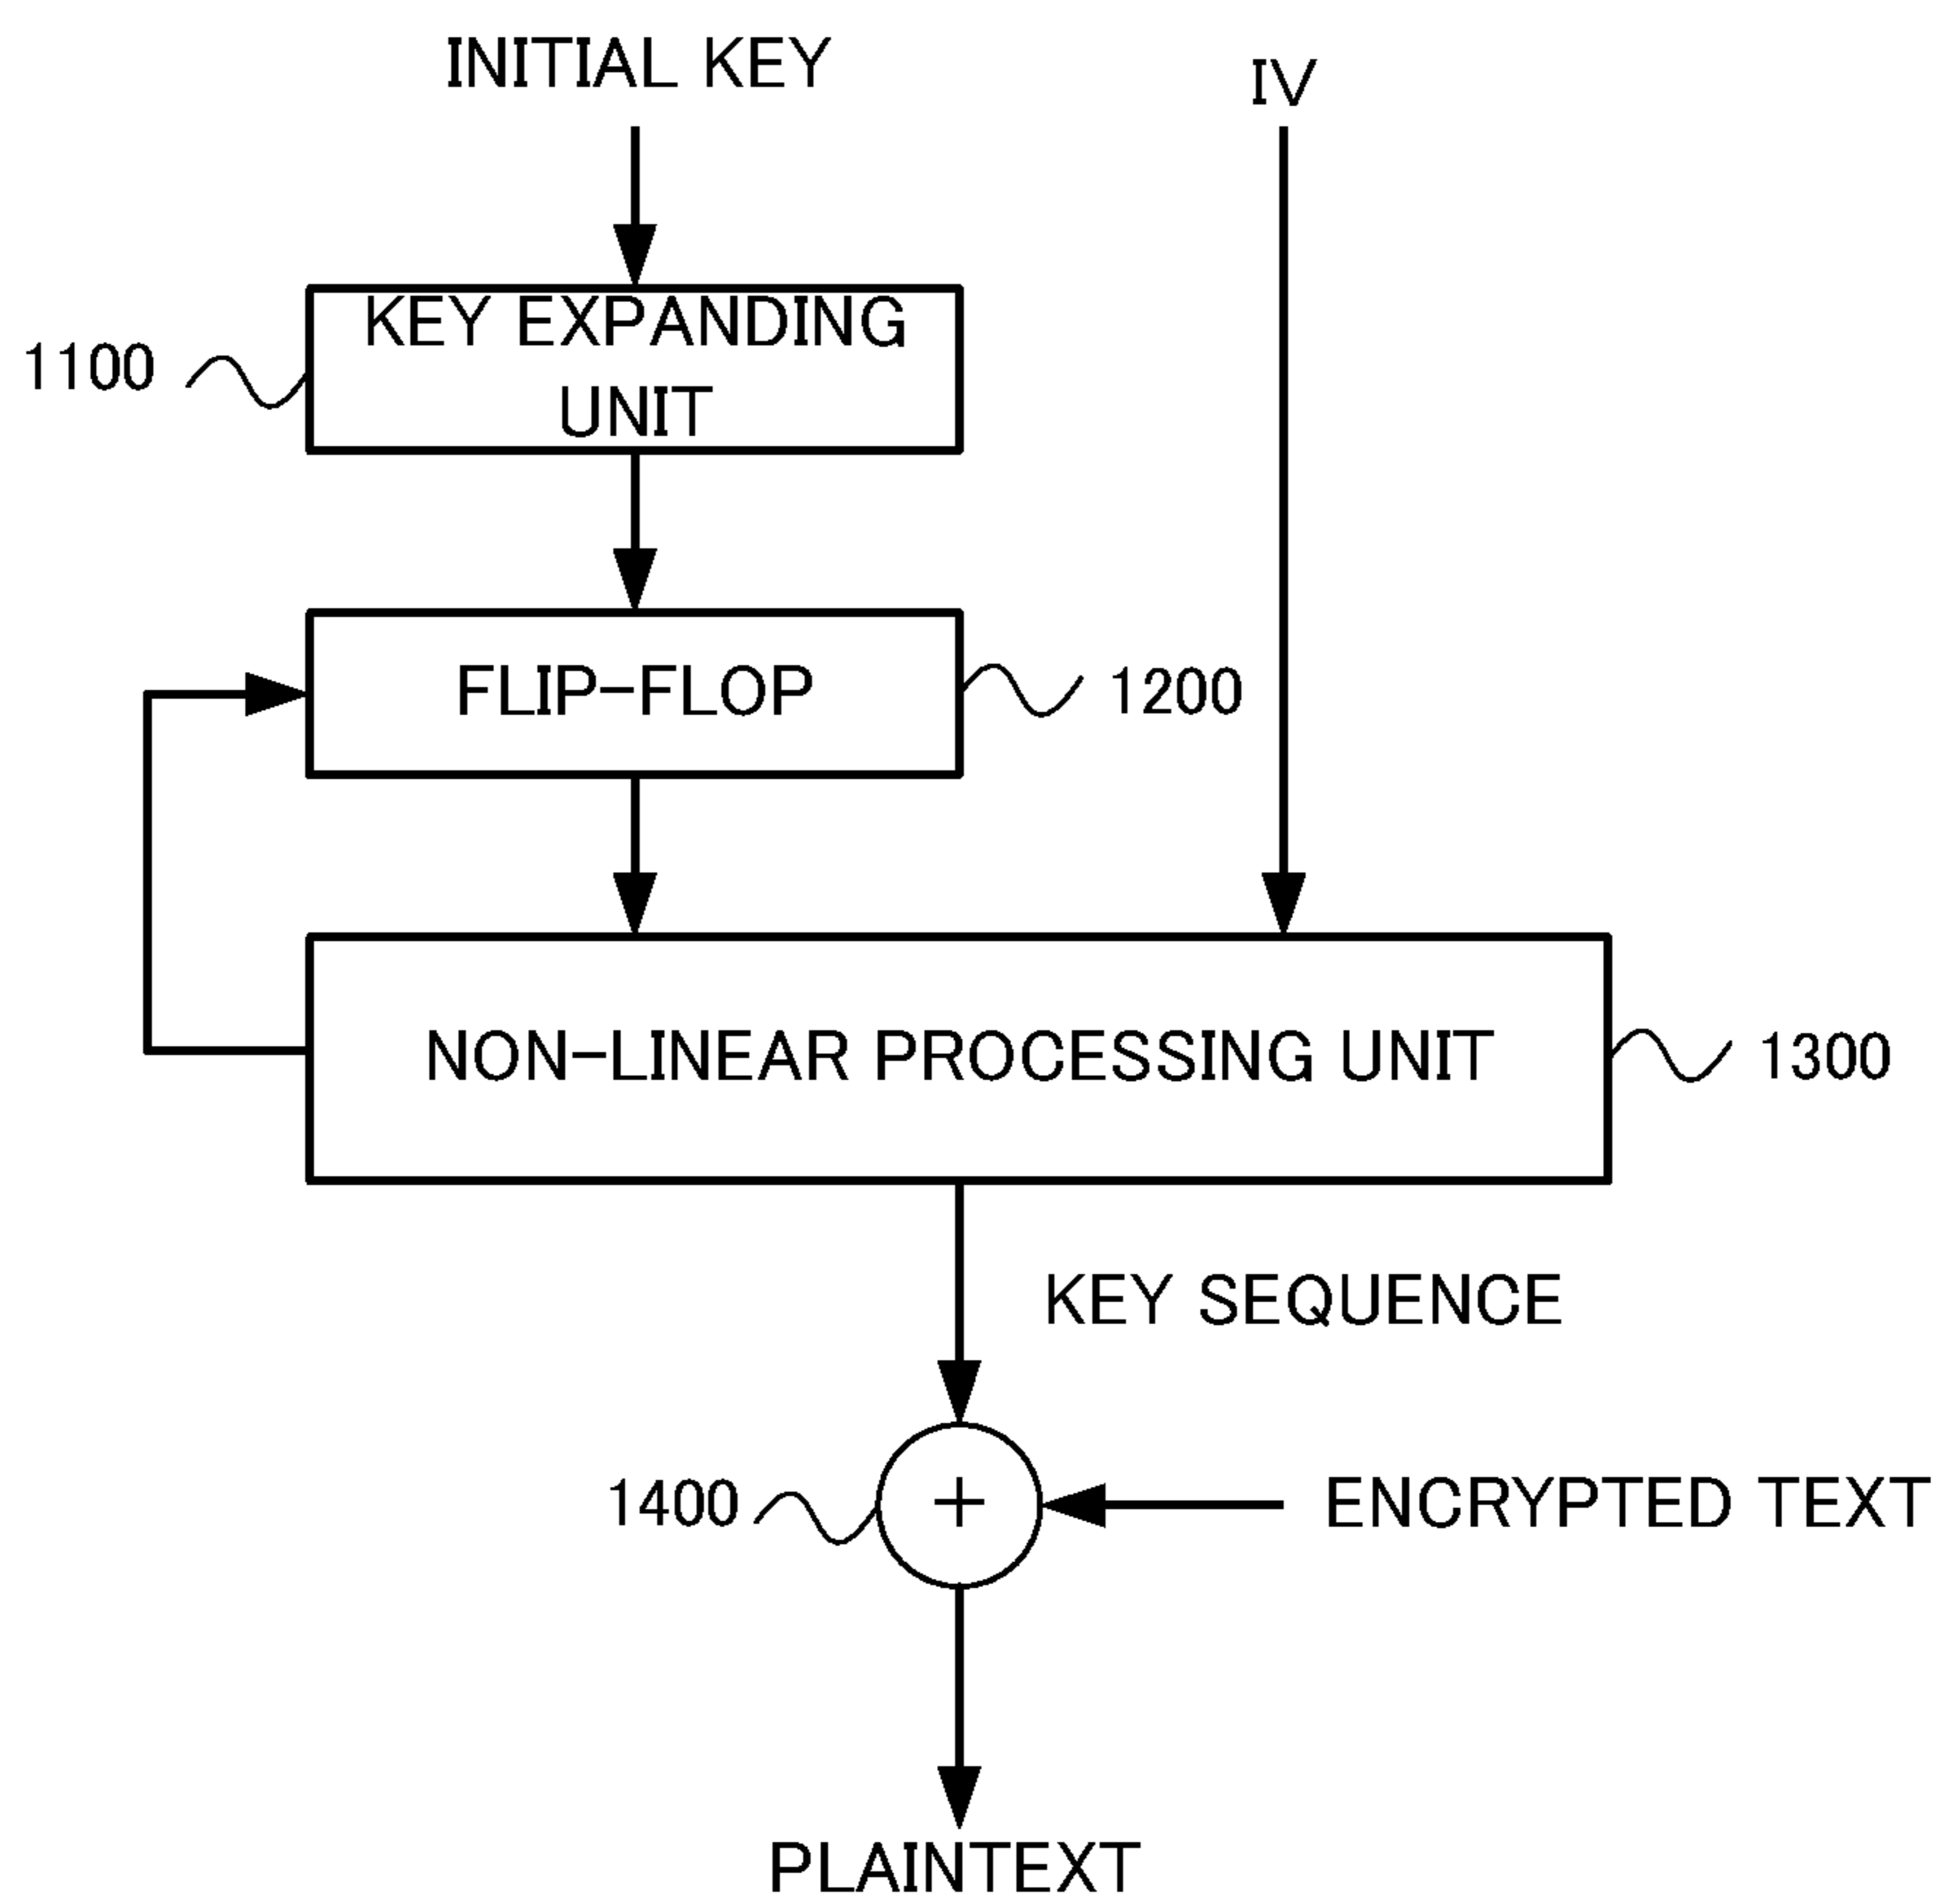 INITIAL KEY
IV
KEY EXPANDING
UNIT
1100
FLIP-FLOP
1200
NON-LINEAR PROCESSING UNIT
1300
KEY SEQUENCE
1400
+
ENCRYPTED TEXT
PLAINTEXT